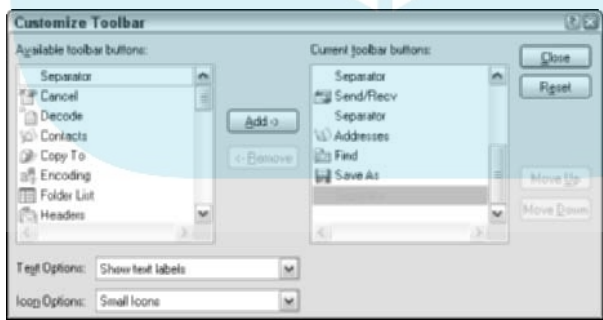 Customize Toolbar
Available toolbar buttons:
Separator
Cancel
Decode
Contacts
Copy To
Encoding
Folder List
Headers
Add ->
<- Remove
Current toolbar buttons:
Separator
Send/Recv
Separator
Addresses
Find
Save As
Close
Reset
Move Up
Move Down
Text Options:
Show text labels
Icon Options:
Small Icons